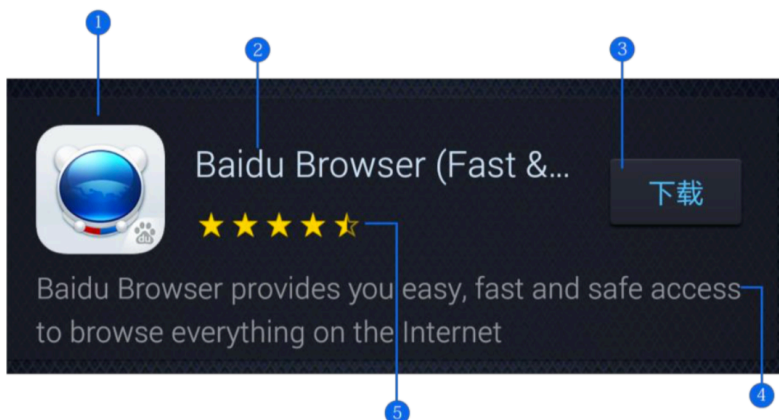 1
2
3
Baidu Browser (Fast &...
下载
du
Baidu Browser provides you easy, fast and safe access
to browse everything on the Internet
4
5